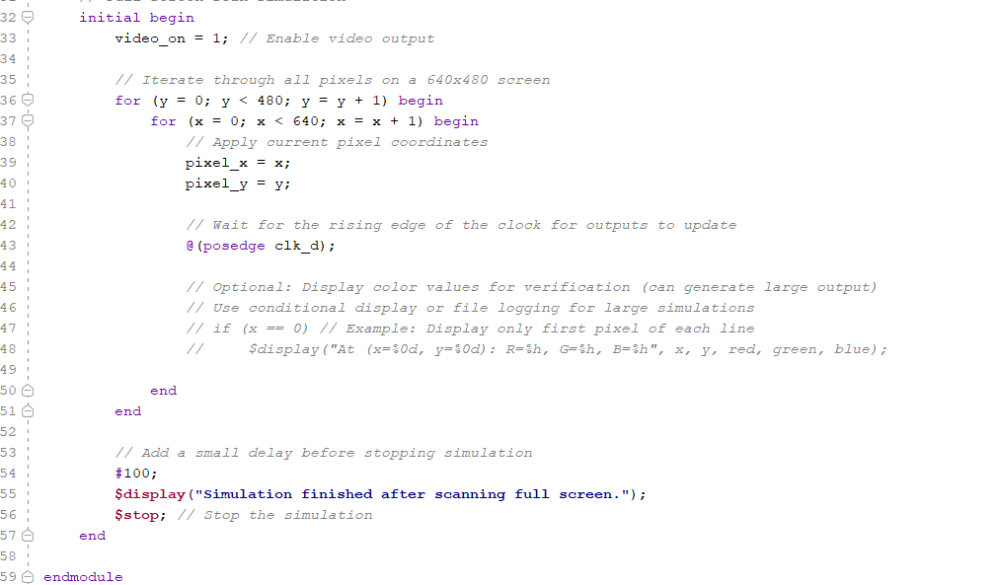 32 initial begin
33 video_on = 1; // Enable video output
34
35 // Iterate through all pixels on a 640x480 screen
36 for (y = 0; y < 480; y = y + 1) begin
37 for (x = 0; x < 640; x = x + 1) begin
38 // Apply current pixel coordinates
39 pixel_x = x;
40 pixel_y = y;
41
42 // Wait for the rising edge of the clock for outputs to update
43 @(posedge clk_d);
44
45 // Optional: Display color values for verification (can generate large output)
46 // Use conditional display or file logging for large simulations
47 // if (x == 0) // Example: Display only first pixel of each line
48 //     $display("At (x=%0d, y=%0d): R=%h, G=%h, B=%h", x, y, red, green, blue);
49
50 end
51 end
52
53 // Add a small delay before stopping simulation
54 #100;
55 $display("Simulation finished after scanning full screen.");
56 $stop; // Stop the simulation
57 end
58
59 endmodule